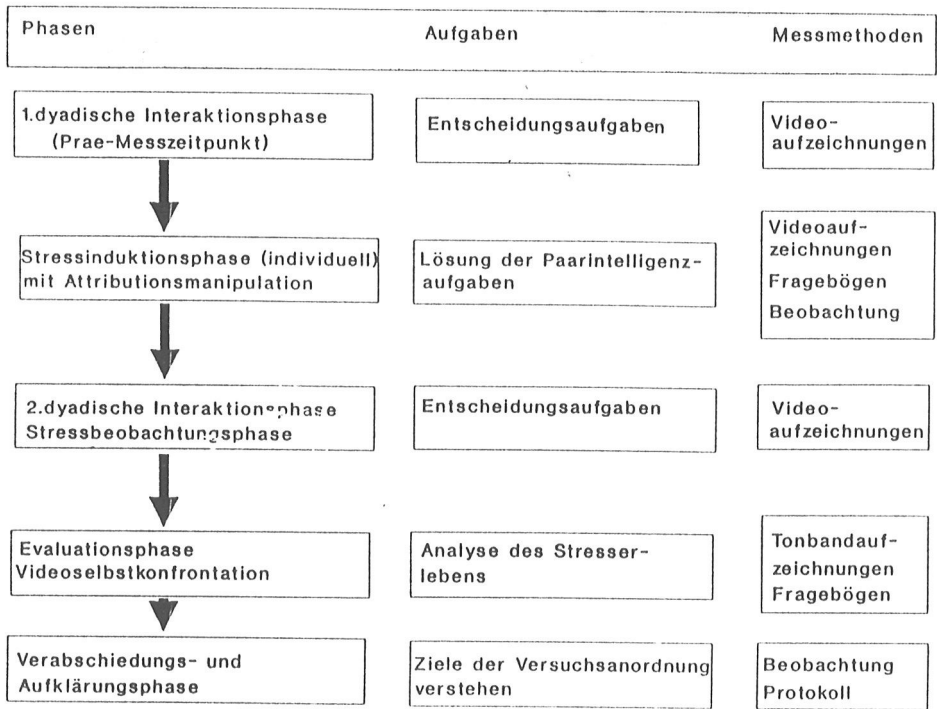 Phasen Aufgaben Messmethoden
1.dyadische Interaktionsphase
(Prae-Messzeitpunkt)
Entscheidungsaufgaben
Video-
aufzeichnungen
Stressinduktionsphase (individuell)
mit Attributionsmanipulation
Lösung der Paarintelligenz-
aufgaben
Videoauf-
zeichnungen
Fragebögen
Beobachtung
2.dyadische Interaktionsphase
Stressbeobachtungsphase
Entscheidungsaufgaben
Video-
aufzeichnungen
Evaluationsphase
Videoselbstkonfrontation
Analyse des Stresser-
lebens
Tonbandauf-
zeichnungen
Fragebögen
Verabschiedungs- und
Aufklärungsphase
Ziele der Versuchsanordnung
verstehen
Beobachtung
Protokoll